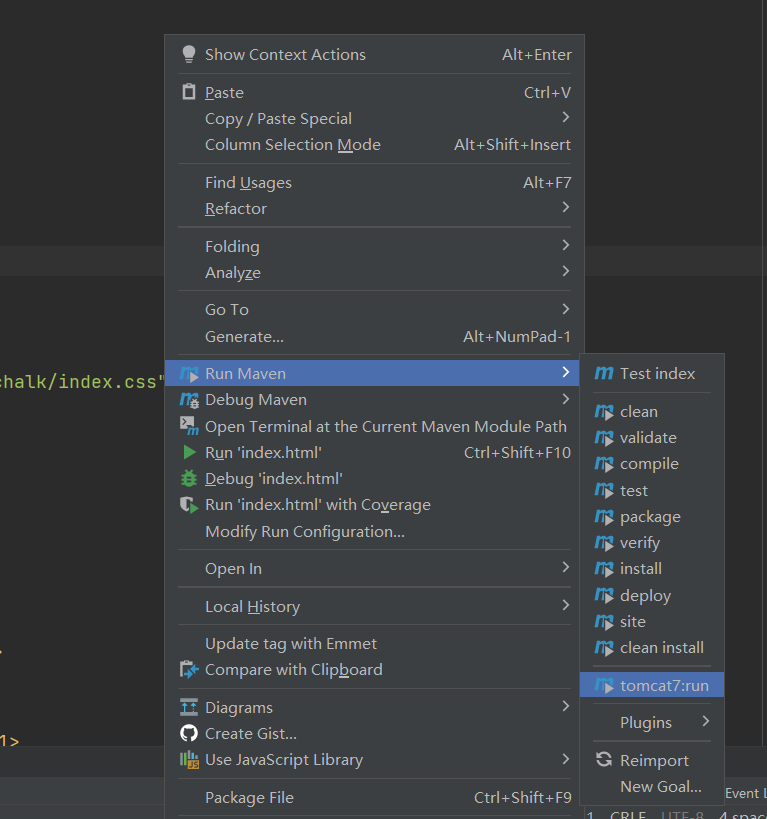 Show Context Actions Alt+Enter
Paste Ctrl+V
Copy / Paste Special
Column Selection Mode Alt+Shift+Insert
Find Usages Alt+F7
Refactor
Folding
Analyze
Go To
Generate... Alt+NumPad-1
chalk/index.css"
Run Maven
Debug Maven
Open Terminal at the Current Maven Module Path
Run 'index.html' Ctrl+Shift+F10
Debug 'index.html'
Run 'index.html' with Coverage
Modify Run Configuration...
Open In
Local History
Update tag with Emmet
Compare with Clipboard
Diagrams
Create Gist...
Use JavaScript Library
Package File Ctrl+Shift+F9
Test index
clean
validate
compile
test
package
verify
install
deploy
site
clean install
tomcat7:run
Plugins
Reimport
New Goal...
1>
Event L
CRLF UTF-8 4 spac